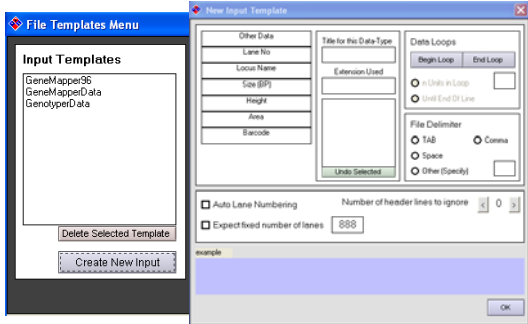 File Templates Menu
Input Templates
GeneMapper96
GeneMapperData
GenotyperData
Delete Selected Template
Create New Input
New Input Template
Other Data
Lane No
Locus Name
Size (BP)
Height
Area
Barcode
Title for this Data-Type
Extension Used
Undo Selected
Data Loops
Begin Loop End Loop
n Units in Loop
Until End Of Line
File Delimiter
TAB Comma
Space
Other (Specify)
Auto Lane Numbering
Number of header lines to ignore < 0 >
Expect fixed number of lanes 888
example
OK